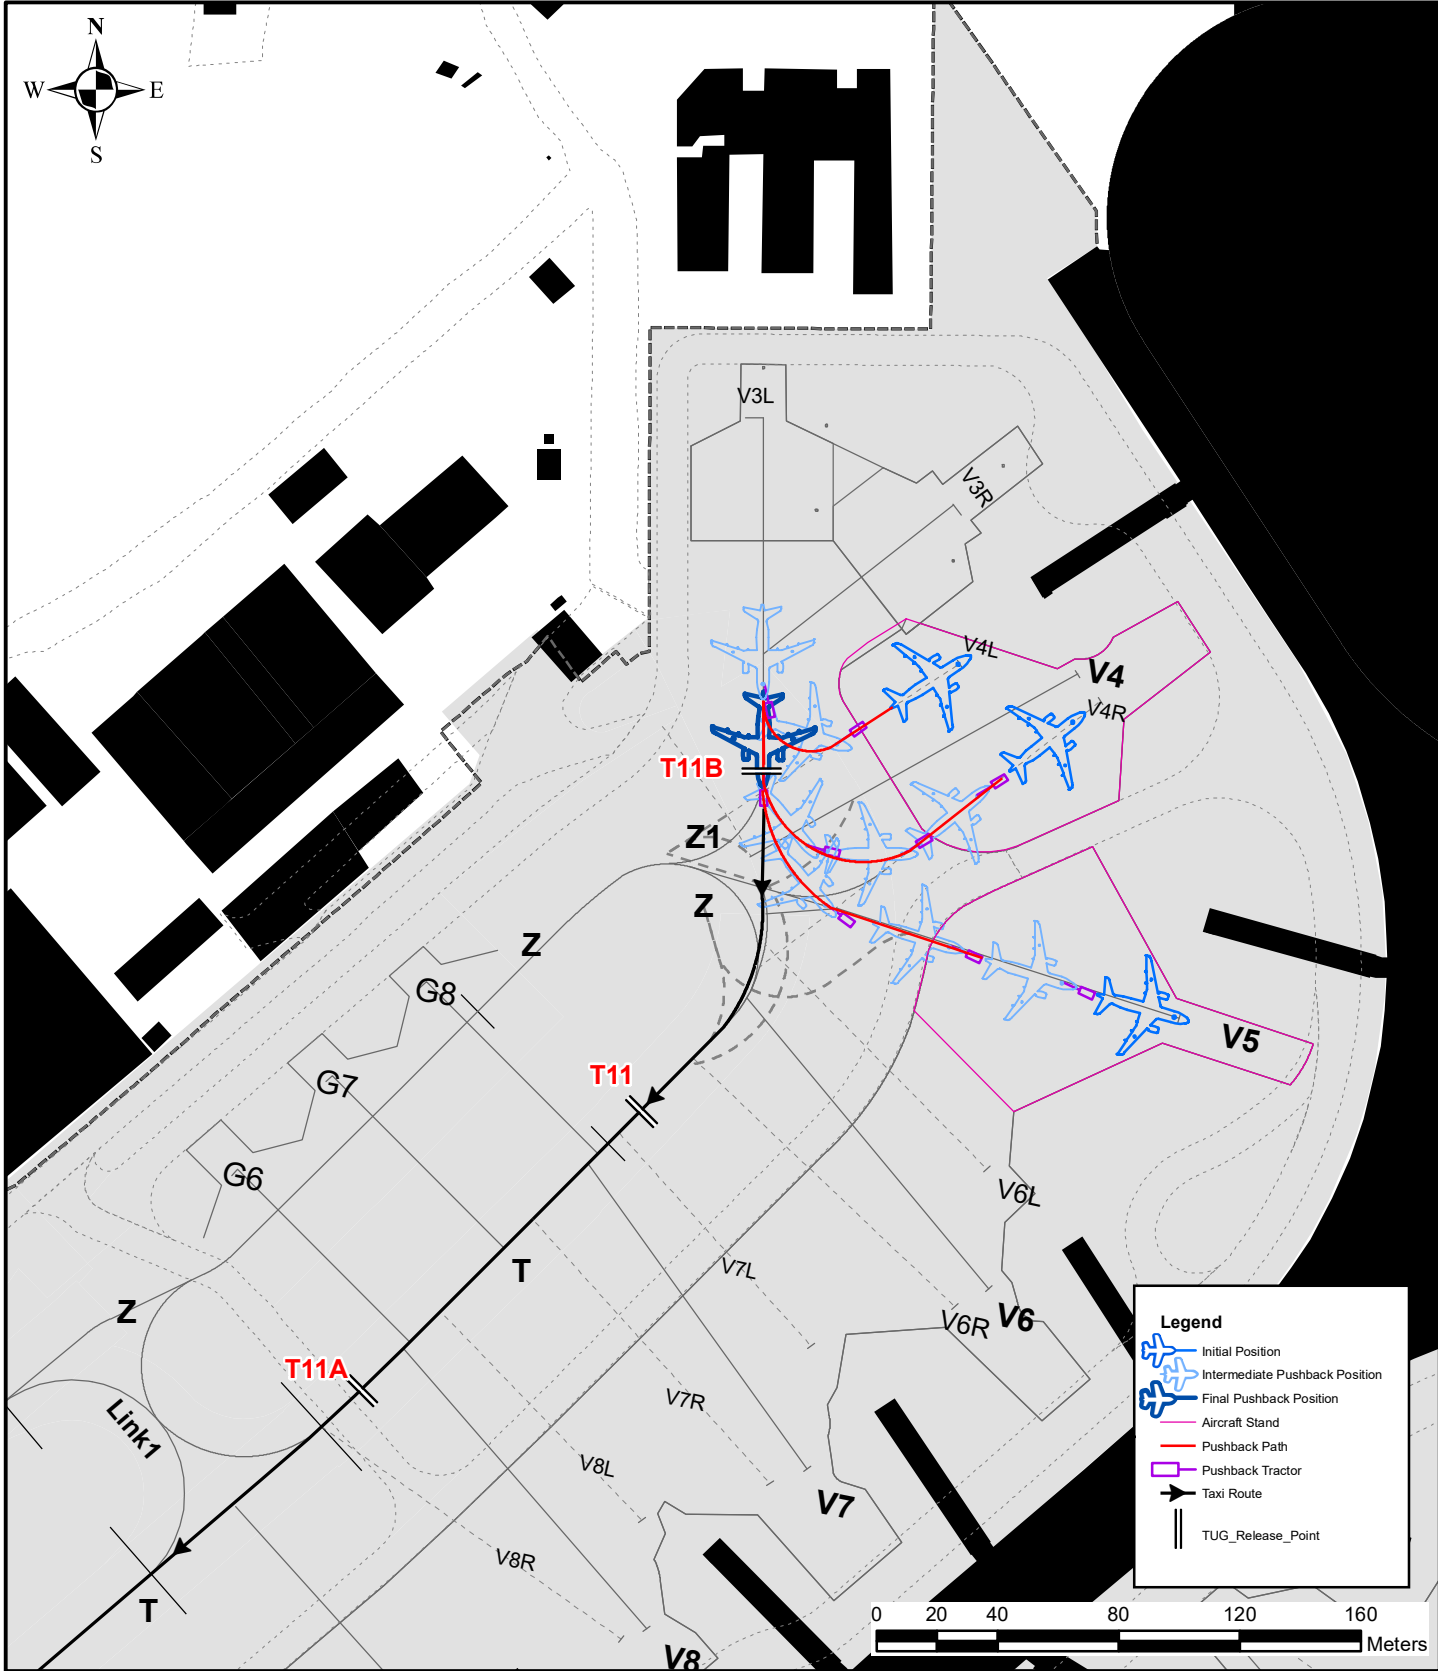 N
W E
S
V3L
V3R
V4L
V4
V4R
T11B
Z1
Z
Z
G8
V5
T11
G7
G6
V6L
T
V7L
Z
V6R
V6
T11A
V7R
Link1
V8L
V7
V8R
T
V8
Legend
Initial Position
Intermediate Pushback Position
Final Pushback Position
Aircraft Stand
Pushback Path
Pushback Tractor
Taxi Route
TUG_Release_Point
0 20 40 80 120 160
Meters